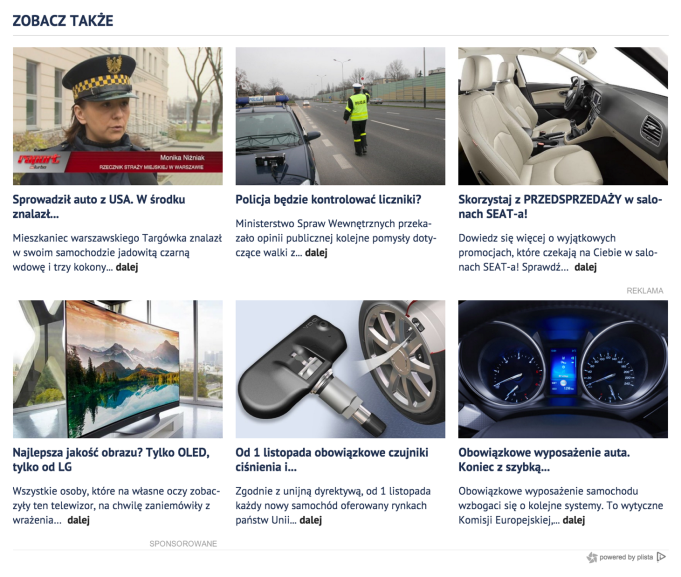 ZOBACZ TAKŻE
raport
Turbo
Monika Niżniak
RZECZNIK STRAŻY MIEJSKIEJ W WARSZAWIE
Sprowadził auto z USA. W środku
znalazł...
Mieszkaniec warszawskiego Targówka znalazł
w swoim samochodzie jadowitą czarną
wdowę i trzy kokony... dalej
POLICJA
Policja będzie kontrolować liczniki?
Ministerstwo Spraw Wewnętrznych przeka-
zało opinii publicznej kolejne pomysły doty-
czące walki z... dalej
Skorzystaj z PRZEDSPRZEDAŻY w salo-
nach SEAT-a!
Dowiedz się więcej o wyjątkowych
promocjach, które czekają na Ciebie w salo-
nach SEAT-a! Sprawdź... dalej
REKLAMA
Najlepsza jakość obrazu? Tylko OLED,
tylko od LG
Wszystkie osoby, które na własne oczy zobac-
zyły ten telewizor, na chwilę zaniemówiły z
wrażenia... dalej
SPONSOROWANE
Od 1 listopada obowiązkowe czujniki
ciśnienia i...
Zgodnie z unijną dyrektywą, od 1 listopada
każdy nowy samochód oferowany rynkach
państw Unii... dalej
Obowiązkowe wyposażenie auta.
Koniec z szybką...
Obowiązkowe wyposażenie samochodu
wzbogaci się o kolejne systemy. To wytyczne
Komisji Europejskiej,... dalej
powered by plista